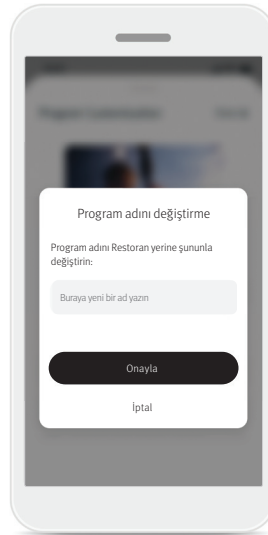 Program adını değiştirme
Program adını Restoran yerine şununla
değiştirin:
Buraya yeni bir ad yazın
Onayla
İptal